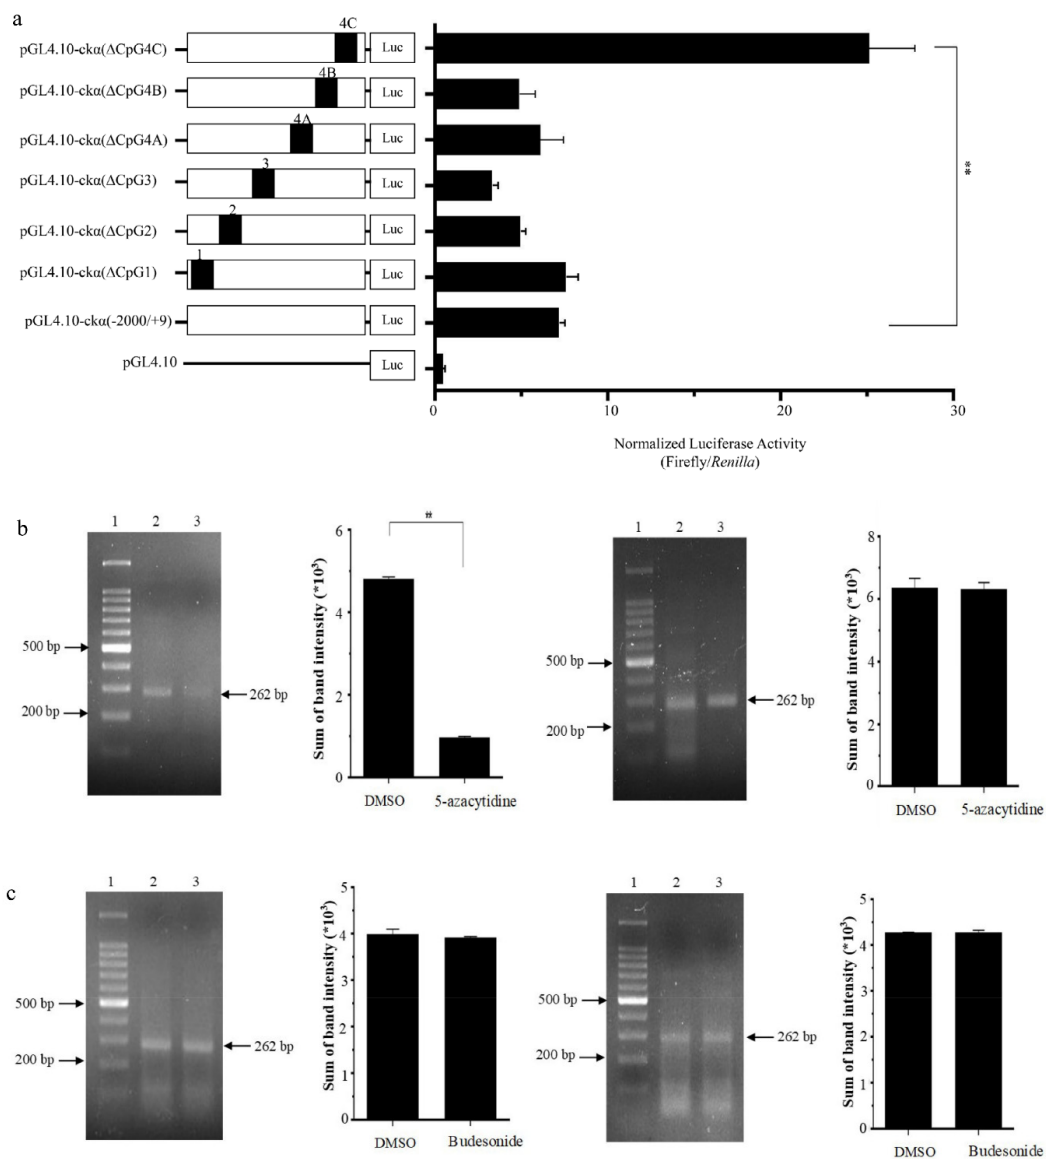 a
4C
pGL4.10-ckα(ΔCpG4C)
Luc
4B
pGL4.10-ckα(ΔCpG4B)
Luc
4A
pGL4.10-ckα(ΔCpG4A)
Luc
3
pGL4.10-ckα(ΔCpG3)
Luc
2
pGL4.10-ckα(ΔCpG2)
Luc
1
pGL4.10-ckα(ΔCpG1)
Luc
pGL4.10-ckα(-2000/+9)
Luc
pGL4.10
Luc
**
0 10 20 30
Normalized Luciferase Activity
(Firefly/Renilla)
b
1 2 3
500 bp
200 bp
262 bp
Sum of band intensity (*10³)
6
4
2
0
#
DMSO 5-azacytidine
1 2 3
500 bp
200 bp
262 bp
Sum of band intensity (*10³)
8
6
4
2
0
DMSO 5-azacytidine
c
1 2 3
500 bp
200 bp
262 bp
Sum of band intensity (*10³)
5
4
3
2
1
0
DMSO Budesonide
1 2 3
500 bp
200 bp
262 bp
Sum of band intensity (*10³)
5
4
3
2
1
0
DMSO Budesonide